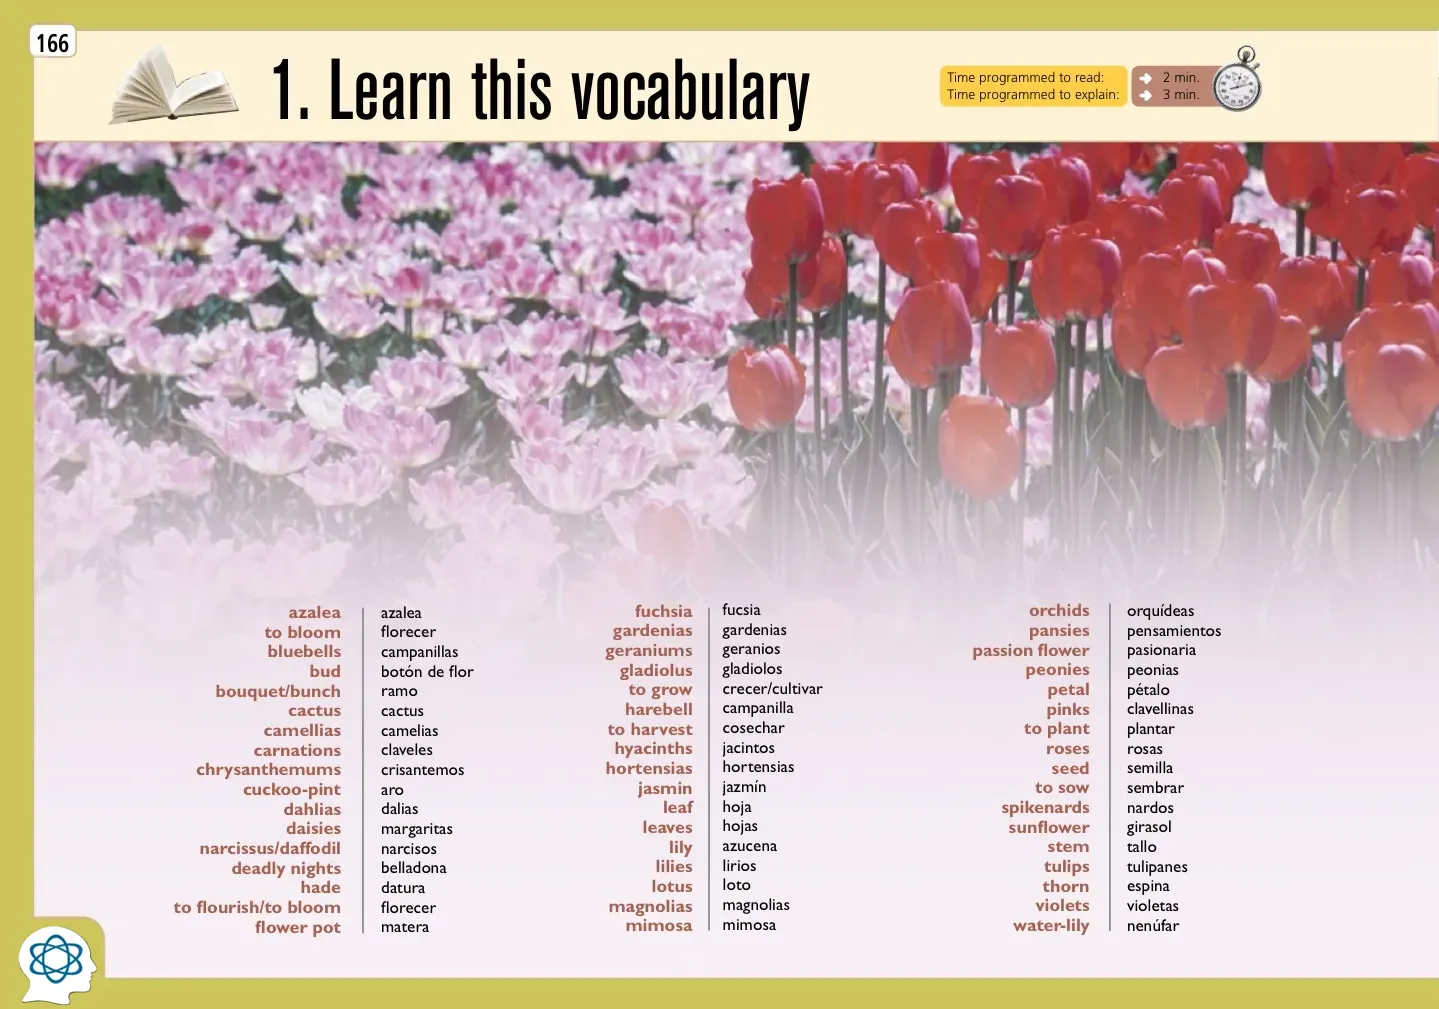 166
1. Learn this vocabulary
Time programmed to read: 2 min.
Time programmed to explain: 3 min.
azalea azalea
to bloom florecer
bluebells campanillas
bud botón de flor
bouquet/bunch ramo
cactus cactus
camellias camelias
carnations claveles
chrysanthemums crisantemos
cuckoo-pint aro
dahlias dalias
daisies margaritas
narcissus/daffodil narcisos
deadly nights belladona
hade datura
to flourish/to bloom florecer
flower pot matera
fuchsia fucsia
gardenias gardenias
geraniums geranios
gladiolus gladiolos
to grow crecer/cultivar
harebell campanilla
to harvest cosechar
hyacinths jacintos
hortensias hortensias
jasmin jazmín
leaf hoja
leaves hojas
lily azucena
lilies lirios
lotus loto
magnolias magnolias
mimosa mimosa
orchids orquídeas
pansies pensamientos
passion flower pasionaria
peonies peonias
petal pétalo
pinks clavellinas
to plant plantar
roses rosas
seed semilla
to sow sembrar
spikenards nardos
sunflower girasol
stem tallo
tulips tulipanes
thorn espina
violets violetas
water-lily nenúfar